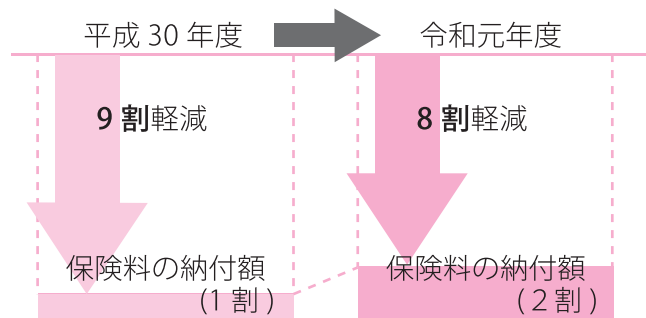 平成 30 年度
令和元年度
9 割軽減
8 割軽減
保険料の納付額
(1 割 )
保険料の納付額
( 2 割 )